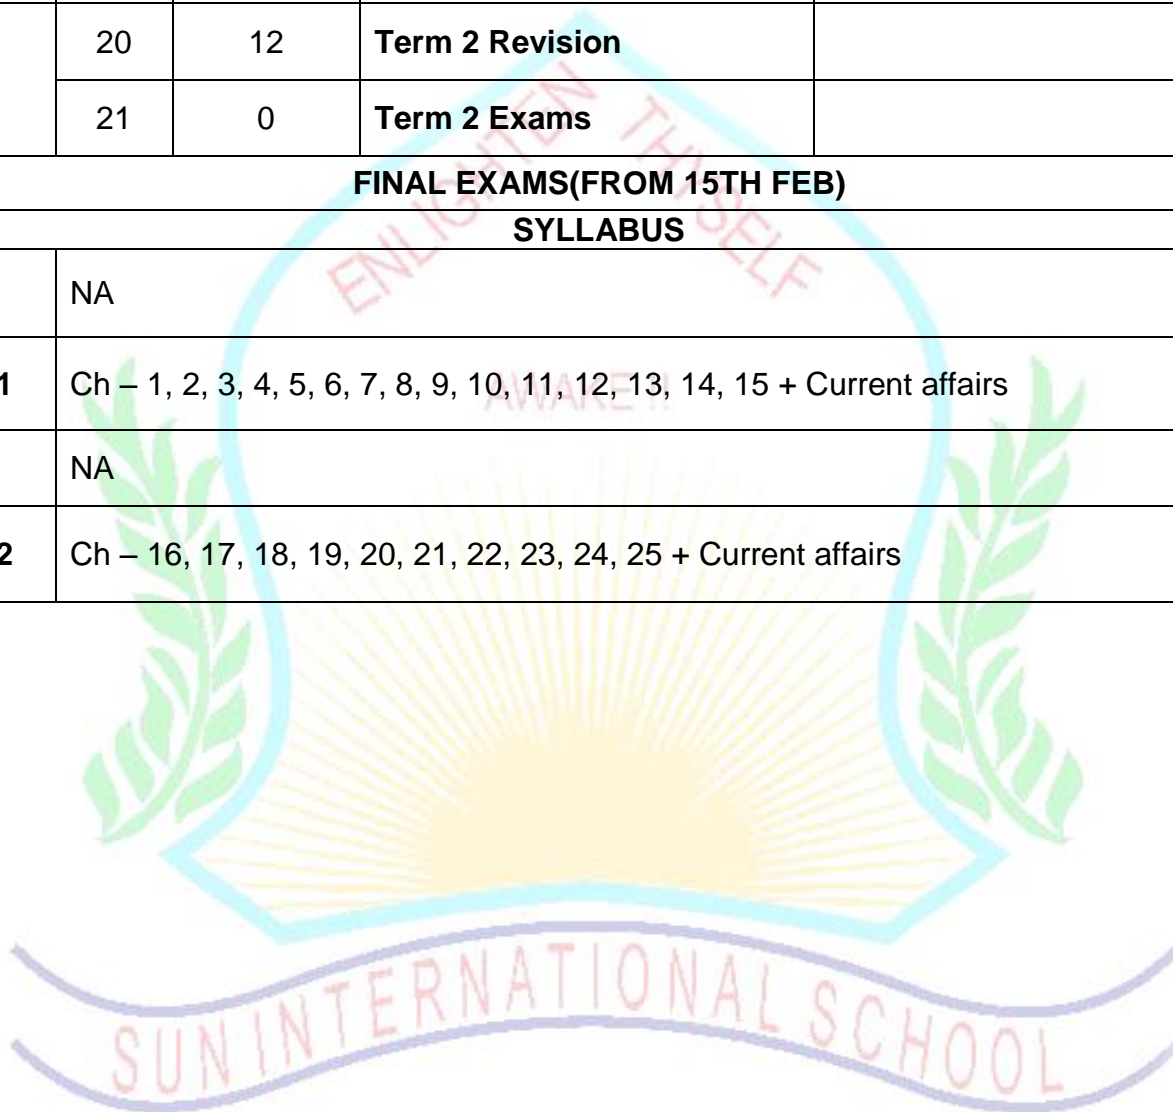 20 12 Term 2 Revision
21 0 Term 2 Exams
FINAL EXAMS(FROM 15TH FEB)
SYLLABUS
NA
1 Ch – 1, 2, 3, 4, 5, 6, 7, 8, 9, 10, 11, 12, 13, 14, 15 + Current affairs
NA
2 Ch – 16, 17, 18, 19, 20, 21, 22, 23, 24, 25 + Current affairs
ENLIGHTEN THYSELF
AWAKE !!
SUN INTERNATIONAL SCHOOL